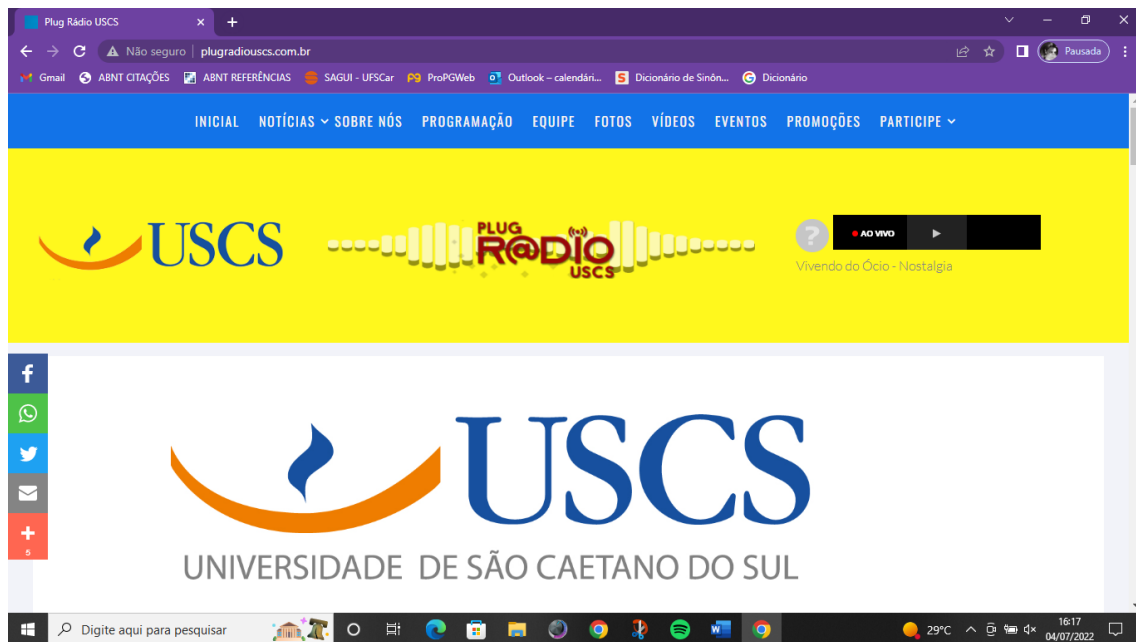 Plug Rádio USCS
Não seguro | plugradiouscs.com.br
Pausada
Gmail ABNT CITAÇÕES ABNT REFERÊNCIAS SAGUI - UFSCar ProPGWeb Outlook – calendári... Dicionário de Sinôn... Dicionário
INICIAL NOTÍCIAS SOBRE NÓS PROGRAMAÇÃO EQUIPE FOTOS VÍDEOS EVENTOS PROMOÇÕES PARTICIPE
USCS
PLUG
R@DIO
USCS
?
AO VIVO
Vivendo do Ócio - Nostalgia
5
USCS
UNIVERSIDADE DE SÃO CAETANO DO SUL
Digite aqui para pesquisar
29°C
16:17
04/07/2022